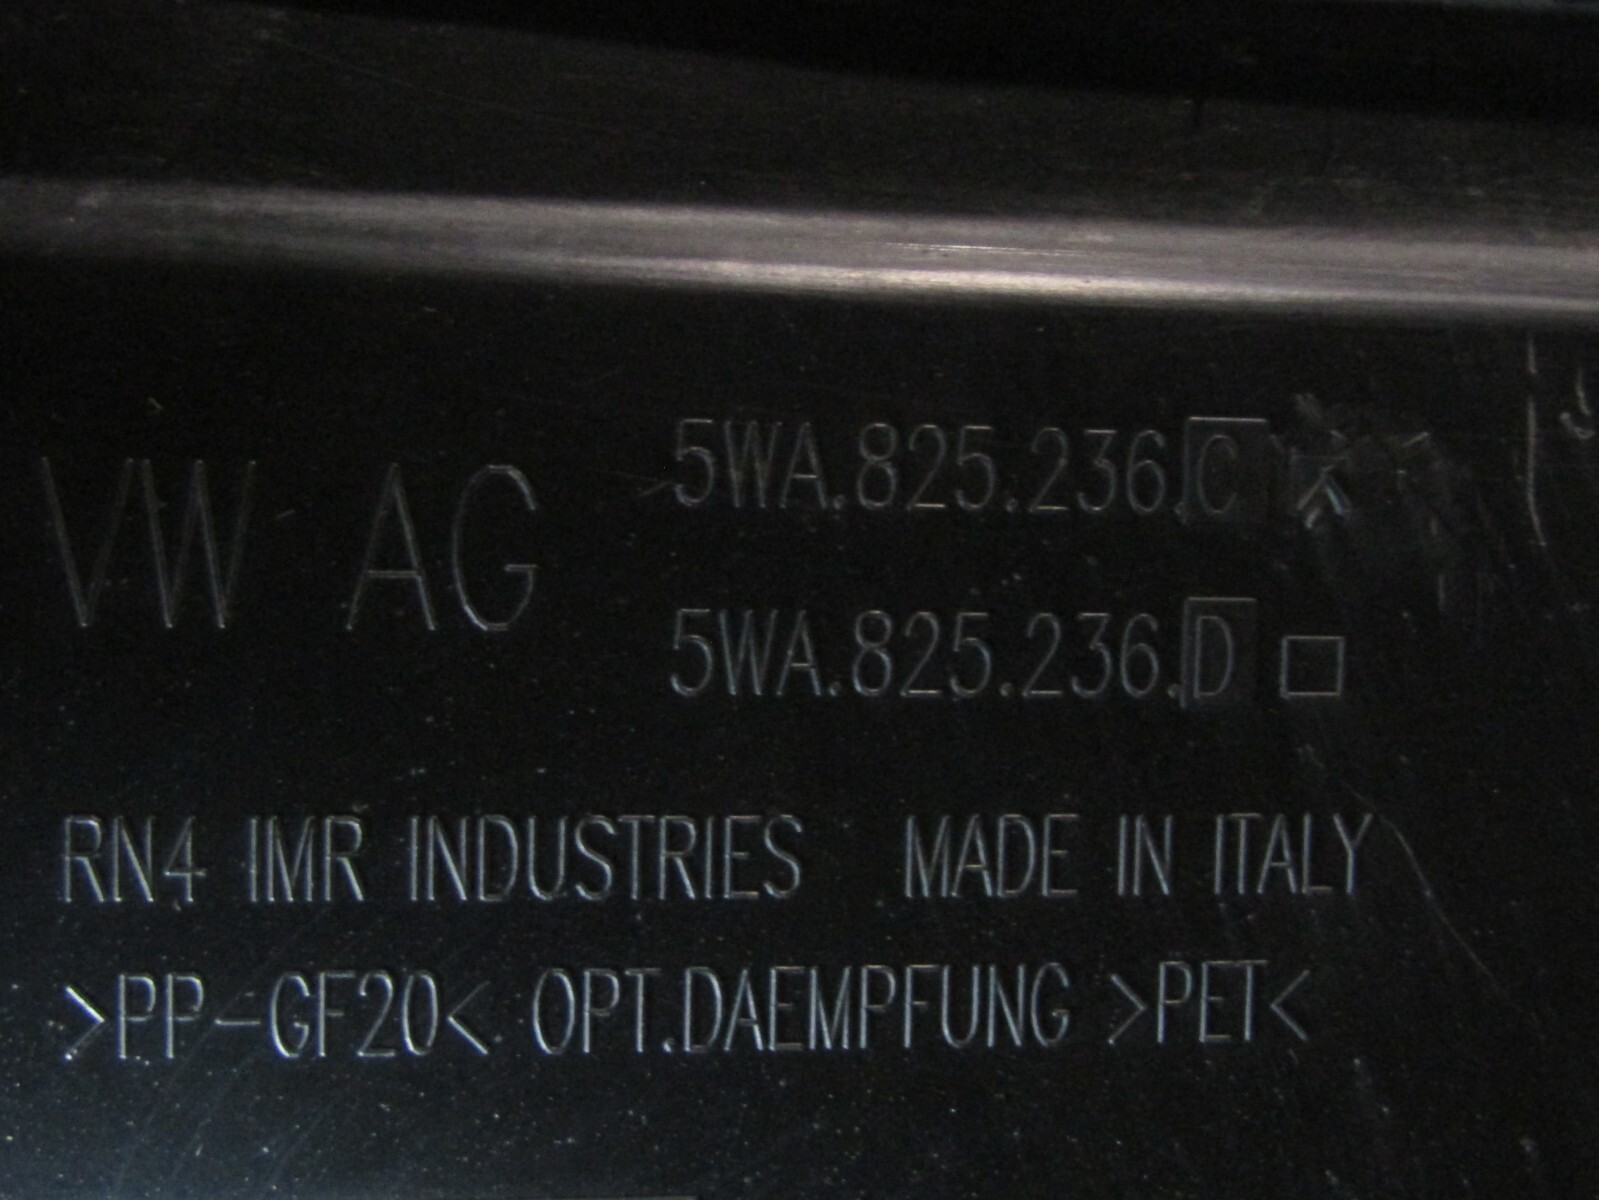 VW AG
5WA.825.236.C
5WA.825.236.D
RN4 IMR INDUSTRIES MADE IN ITALY
>PP-GF20< OPT.DAEMPFUNG >PET<